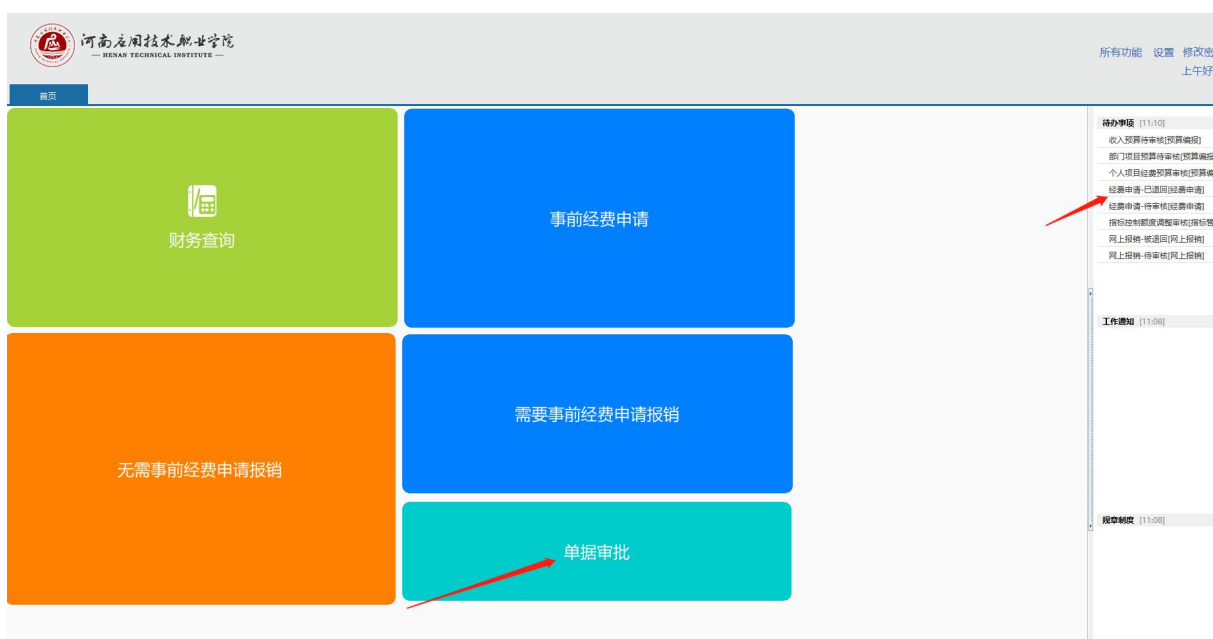 河南应用技术职业学院
— HENAN TECHNICAL INSTITUTE —
所有功能 设置 修改密
上午好
首页
财务查询
事前经费申请
无需事前经费申请报销
需要事前经费申请报销
单据审批
待办事项 [11:10]
收入预算待审核[预算编报]
部门项目预算待审核[预算编报
个人项目经费预算审核[预算编
经费申请-已退回[经费申请]
经费申请-待审核[经费申请]
指标控制额度调整审核[指标管
网上报销-被退回[网上报销]
网上报销-待审核[网上报销]
工作通知 [11:08]
规章制度 [11:08]